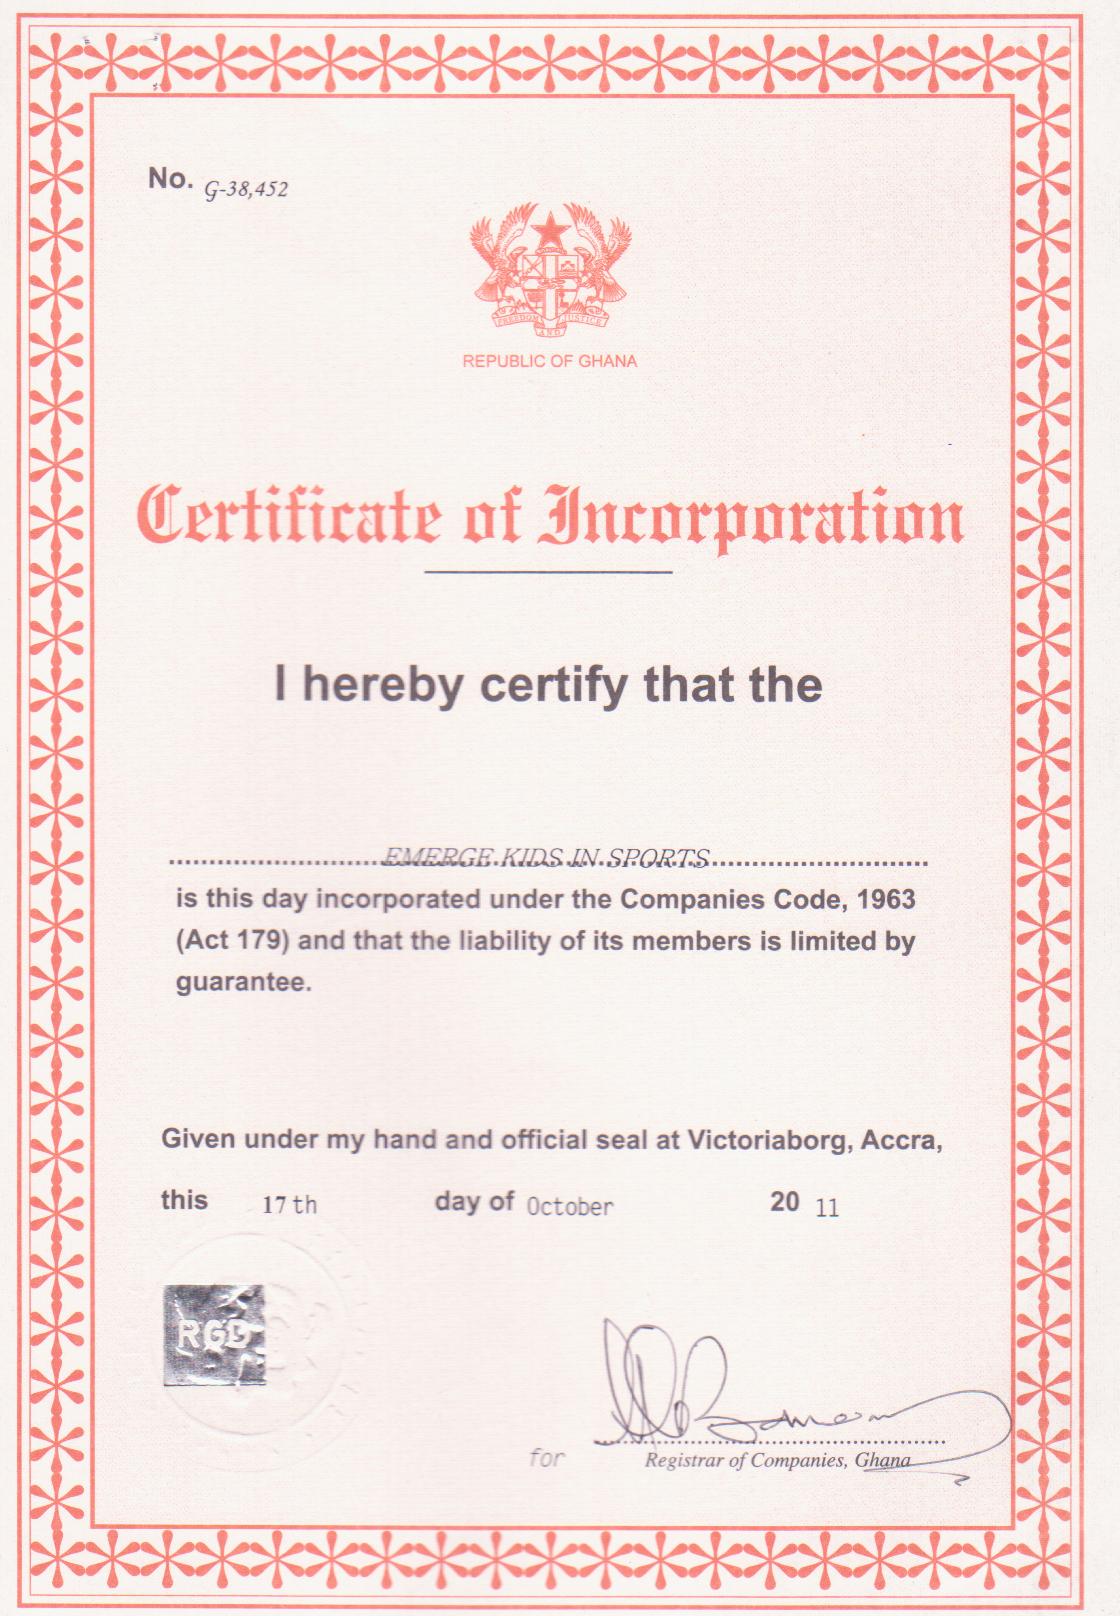 No. G-38,452
FREEDOM AND JUSTICE
REPUBLIC OF GHANA
Certificate of Incorporation
I hereby certify that the
EMERGE KIDS IN SPORTS
is this day incorporated under the Companies Code, 1963
(Act 179) and that the liability of its members is limited by
guarantee.
Given under my hand and official seal at Victoriaborg, Accra,
this 17th day of October 20 11
RGD
for
Registrar of Companies, Ghana